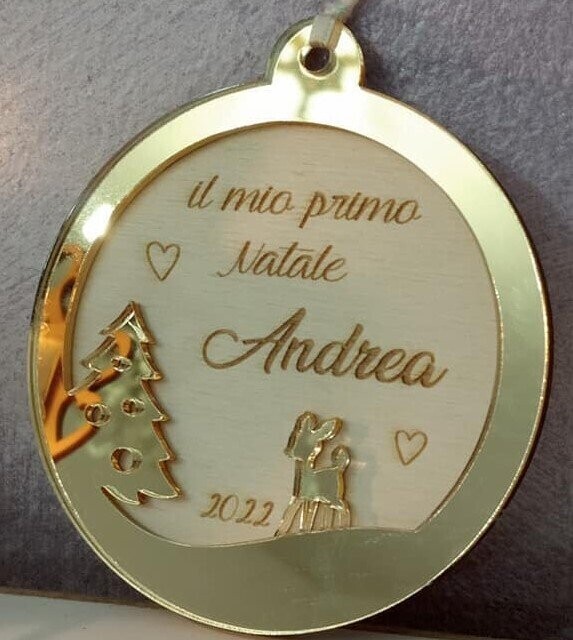 il mio primo
Natale
Andrea
2022